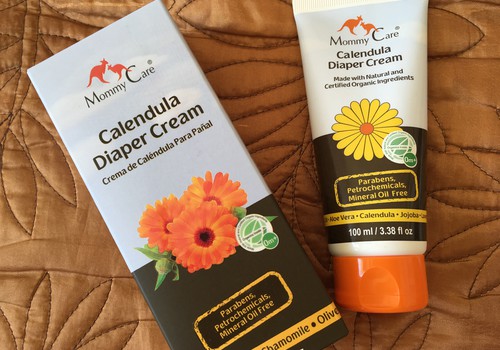 Mommy Care
Calendula
Diaper Cream
Crema de Caléndula Para Pañal
0m+
Parabens,
Petrochemicals,
Mineral Oil Free
Chamomile • Olive
Mommy Care
Calendula
Diaper Cream
Made with Natural and
Certified Organic Ingredients
0m+
Parabens,
Petrochemicals,
Mineral Oil Free
Aloe Vera • Calendula • Jojoba
100 ml / 3.38 fl oz